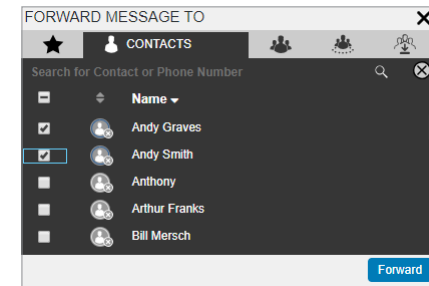 FORWARD MESSAGE TO
CONTACTS
Search for Contact or Phone Number
Name
Andy Graves
Andy Smith
Anthony
Arthur Franks
Bill Mersch
Forward